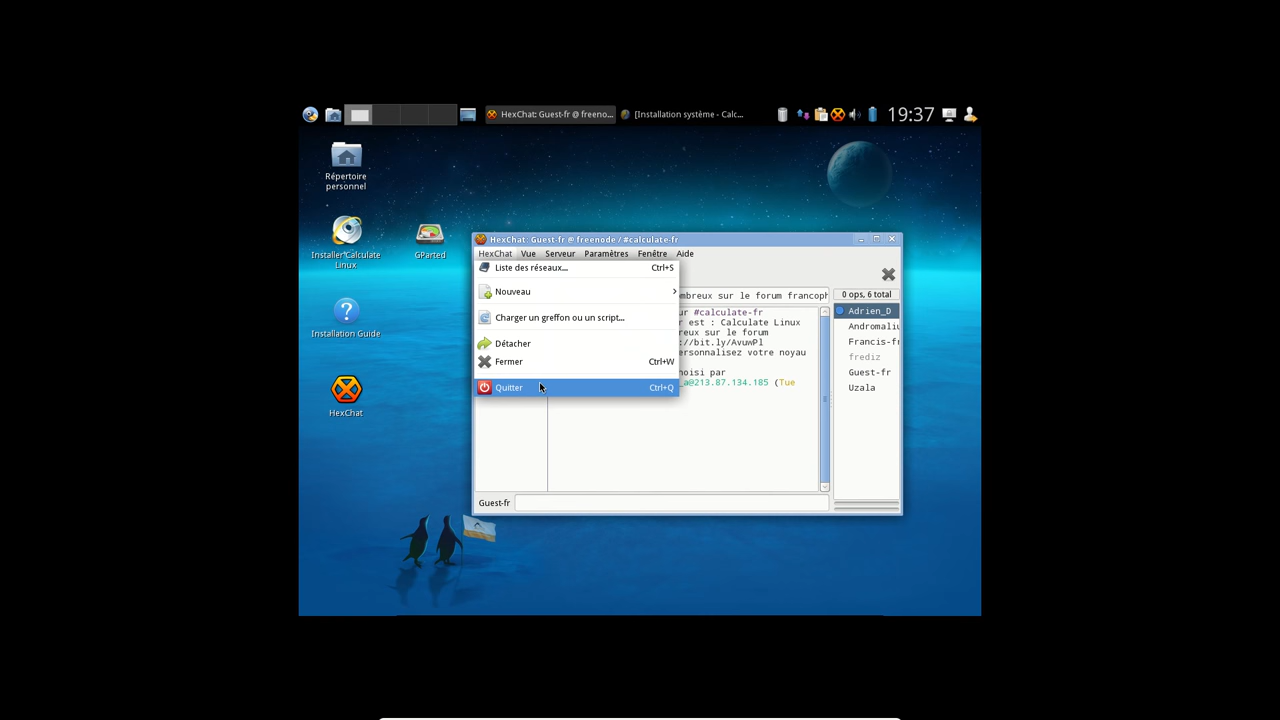 HexChat: Guest-fr @ freeno...
[Installation système - Calc...
19:37
Répertoire
personnel
Installer Calculate
Linux
GParted
Installation Guide
HexChat
HexChat: Guest-fr @ freenode / #calculate-fr
HexChat Vue Serveur Paramètres Fenêtre Aide
Liste des réseaux... Ctrl+S
Nouveau
Charger un greffon ou un script...
Détacher
Fermer Ctrl+W
Quitter Ctrl+Q
mbreux sur le forum francoph
ur #calculate-fr
r est : Calculate Linux
reux sur le forum
://bit.ly/AvuwPl
ersonnalisez votre noyau
hoisi par
_a@213.87.134.185 (Tue
0 ops, 6 total
Adrien_D
Andromaliu
Francis-fr
frediz
Guest-fr
Uzala
Guest-fr